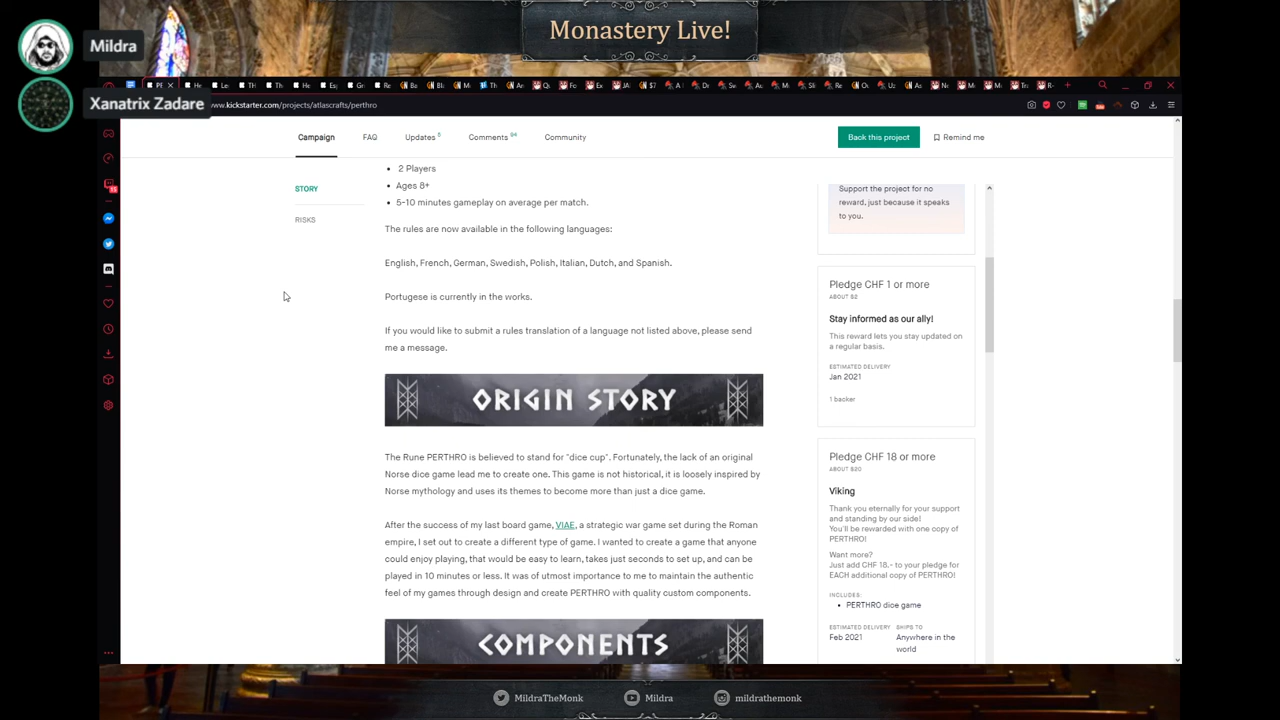 Monastery Live!
Mildra
Xanatrix Zadare
ww.kickstarter.com/projects/atlascrafts/perthro
Campaign
FAQ
Updates 6
Comments
Community
Back this project
Remind me
STORY
RISKS
• 2 Players
• Ages 8+
• 5-10 minutes gameplay on average per match.
The rules are now available in the following languages:
English, French, German, Swedish, Polish, Italian, Dutch, and Spanish.
Portugese is currently in the works.
If you would like to submit a rules translation of a language not listed above, please send
me a message.
ORIGIN STORY
The Rune PERTHRO is believed to stand for "dice cup". Fortunately, the lack of an original
Norse dice game lead me to create one. This game is not historical, it is loosely inspired by
Norse mythology and uses its themes to become more than just a dice game.
After the success of my last board game, VIAE, a strategic war game set during the Roman
empire, I set out to create a different type of game. I wanted to create a game that anyone
could enjoy playing, that would be easy to learn, takes just seconds to set up, and can be
played in 10 minutes or less. It was of utmost importance to me to maintain the authentic
feel of my games through design and create PERTHRO with quality custom components.
COMPONENTS
Support the project for no
reward, just because it speaks
to you.
Pledge CHF 1 or more
ABOUT $2
Stay informed as our ally!
This reward lets you stay updated on
a regular basis.
ESTIMATED DELIVERY
Jan 2021
1 backer
Pledge CHF 18 or more
ABOUT $20
Viking
Thank you eternally for your support
and standing by our side!
You'll be rewarded with one copy of
PERTHRO!
Want more?
Just add CHF 18.- to your pledge for
EACH additional copy of PERTHRO!
INCLUDES:
• PERTHRO dice game
ESTIMATED DELIVERY
SHIPS TO
Feb 2021
Anywhere in the
world
MildraTheMonk
Mildra
mildrathemonk